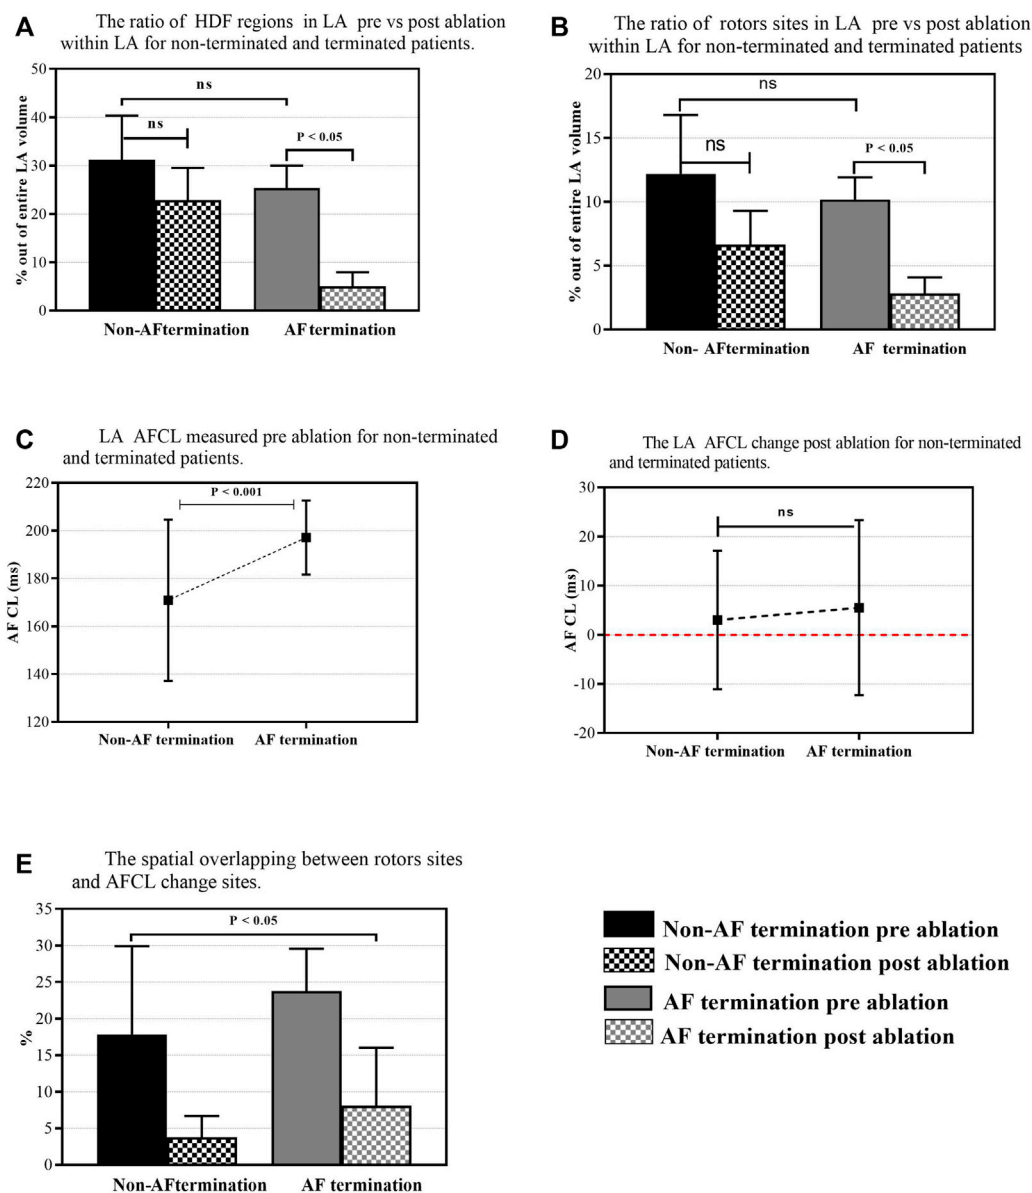 A
The ratio of HDF regions in LA pre vs post ablation
within LA for non-terminated and terminated patients.
% out of entire LA volume
50
40
30
20
10
0
ns
ns
P < 0.05
Non-AFtermination
AF termination
B
The ratio of rotors sites in LA pre vs post ablation
within LA for non-terminated and terminated patients
% out of entire LA volume
20
15
10
5
0
ns
ns
P < 0.05
Non- AFtermination
AF termination
C
LA AFCL measured pre ablation for non-terminated
and terminated patients.
AF CL (ms)
220
200
180
160
140
120
P < 0.001
Non-AF termination
AF termination
D
The LA AFCL change post ablation for non-terminated
and terminated patients.
AF CL (ms)
30
20
10
0
-10
-20
ns
Non-AF termination
AF termination
E
The spatial overlapping between rotors sites
and AFCL change sites.
%
35
30
25
20
15
10
5
0
P < 0.05
Non-AFtermination
AF termination
Non-AF termination pre ablation
Non-AF termination post ablation
AF termination pre ablation
AF termination post ablation